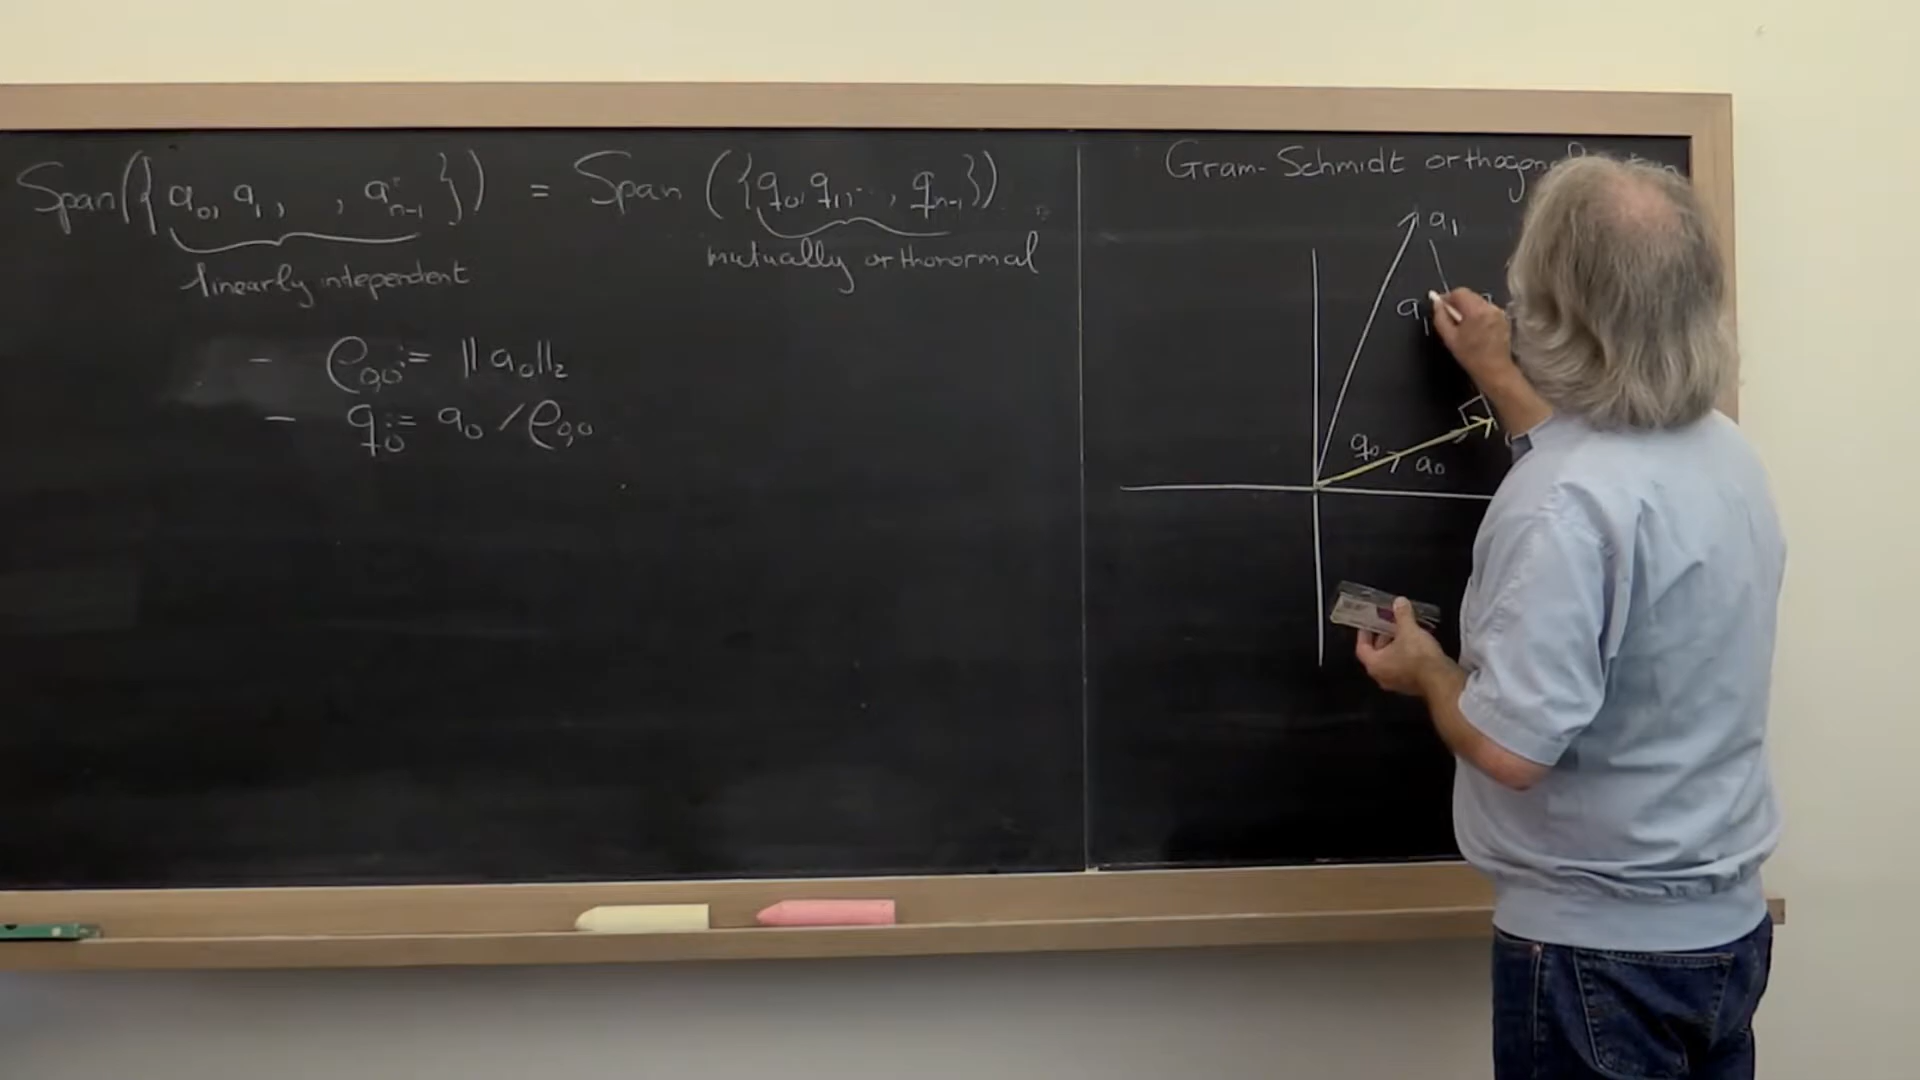 Span({a₀, a₁, , aₙ₋₁}) = Span ({q₀, q₁, ..., qₙ₋₁})
linearly independent
mutually orthonormal
- ρ₀,₀ := ||a₀||₂
- q₀ := a₀ / ρ₀,₀
Gram-Schmidt
a₁
a₁
q₀
a₀